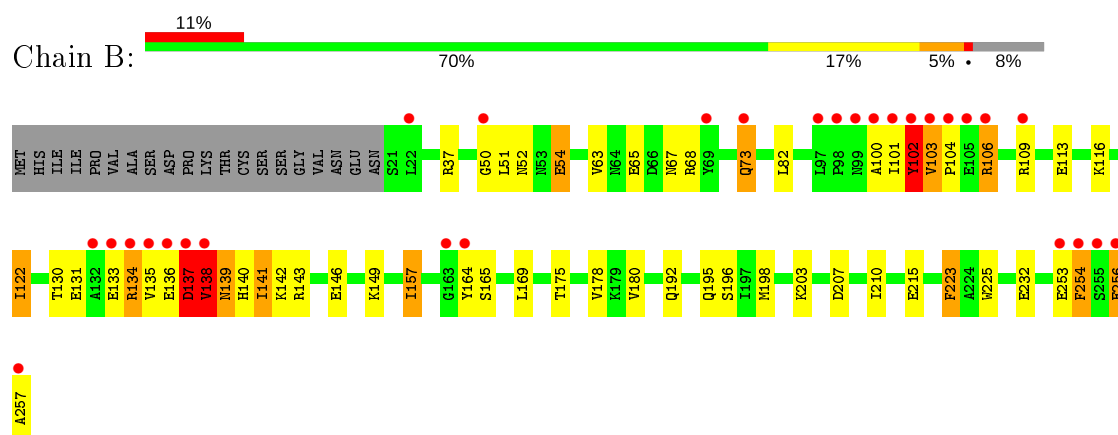 11%
Chain B:
70% 17% 5% • 8%
MET HIS ILE ILE PRO VAL ALA SER ASP PRO LYS THR CYS SER SER GLY VAL ASN GLU ASN S21 L22 R37 G50 L51 N52 N53 E54 V63 N64 E65 D66 N67 R68 Y69 Q73 L82 L97 P98 N99 A100 I101 Y102 V103 P104 E105 R106 R109 E113 K116
I122 T130 E131 A132 E133 R134 V135 E136 D137 V138 N139 H140 I141 K142 R143 E146 K149 I157 G163 Y164 S165 L169 T175 V178 K179 V180 Q192 Q195 S196 I197 M198 K203 D207 I210 E215 F223 A224 W225 E232 E253 F254 S255
A257